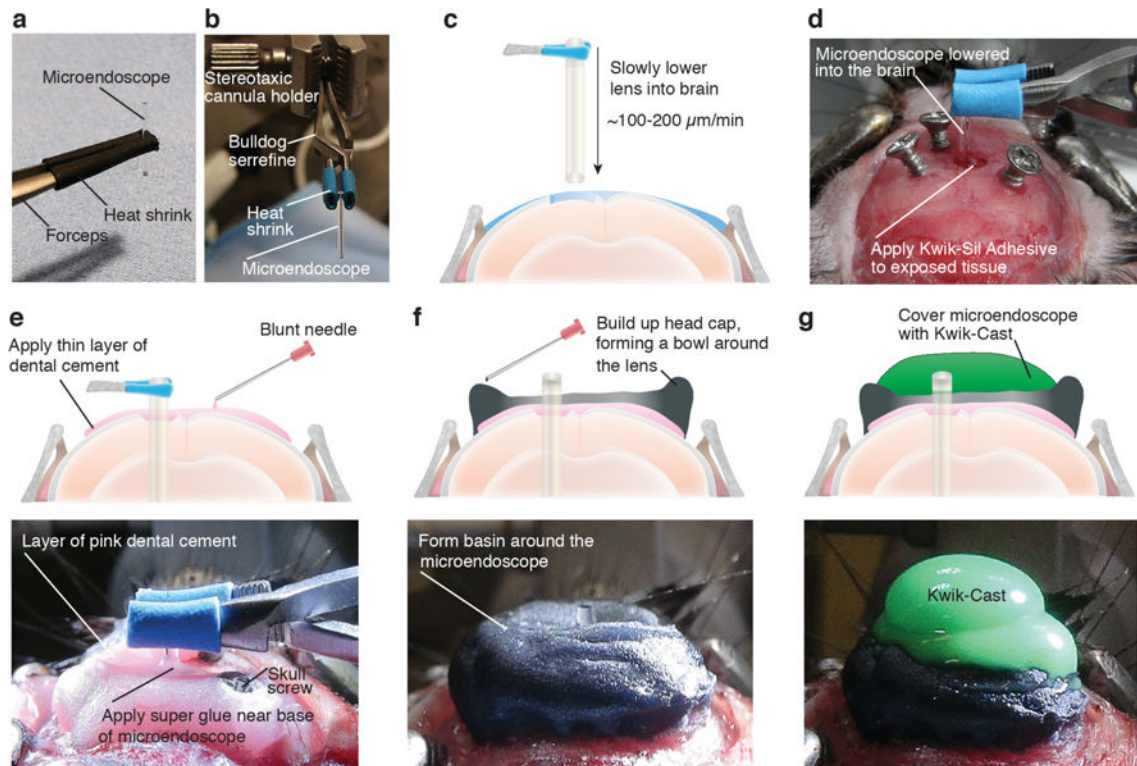 a
Microendoscope
Heat shrink
Forceps
b
Stereotaxic
cannula holder
Bulldog
serrefine
Heat
shrink
Microendoscope
c
Slowly lower
lens into brain
~100-200 µm/min
d
Microendoscope lowered
into the brain
Apply Kwik-Sil Adhesive
to exposed tissue
e
Apply thin layer of
dental cement
Blunt needle
Layer of pink dental cement
Skull
screw
Apply super glue near base
of microendoscope
f
Build up head cap,
forming a bowl around
the lens
Form basin around the
microendoscope
g
Cover microendoscope
with Kwik-Cast
Kwik-Cast